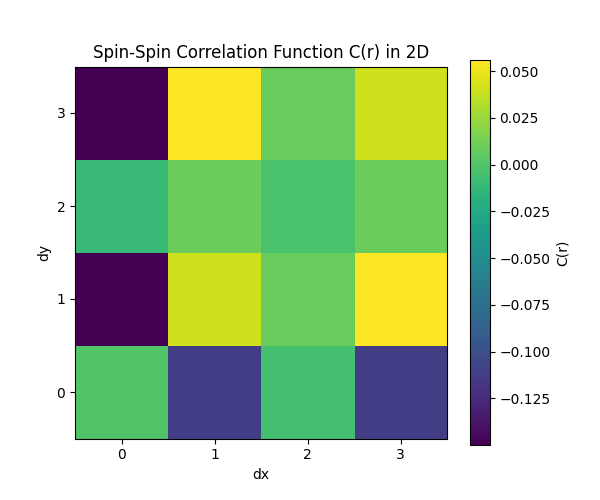 Spin-Spin Correlation Function C(r) in 2D
3
2
1
0
dy
0 1 2 3
dx
0.050
0.025
0.000
−0.025
−0.050
−0.075
−0.100
−0.125
C(r)